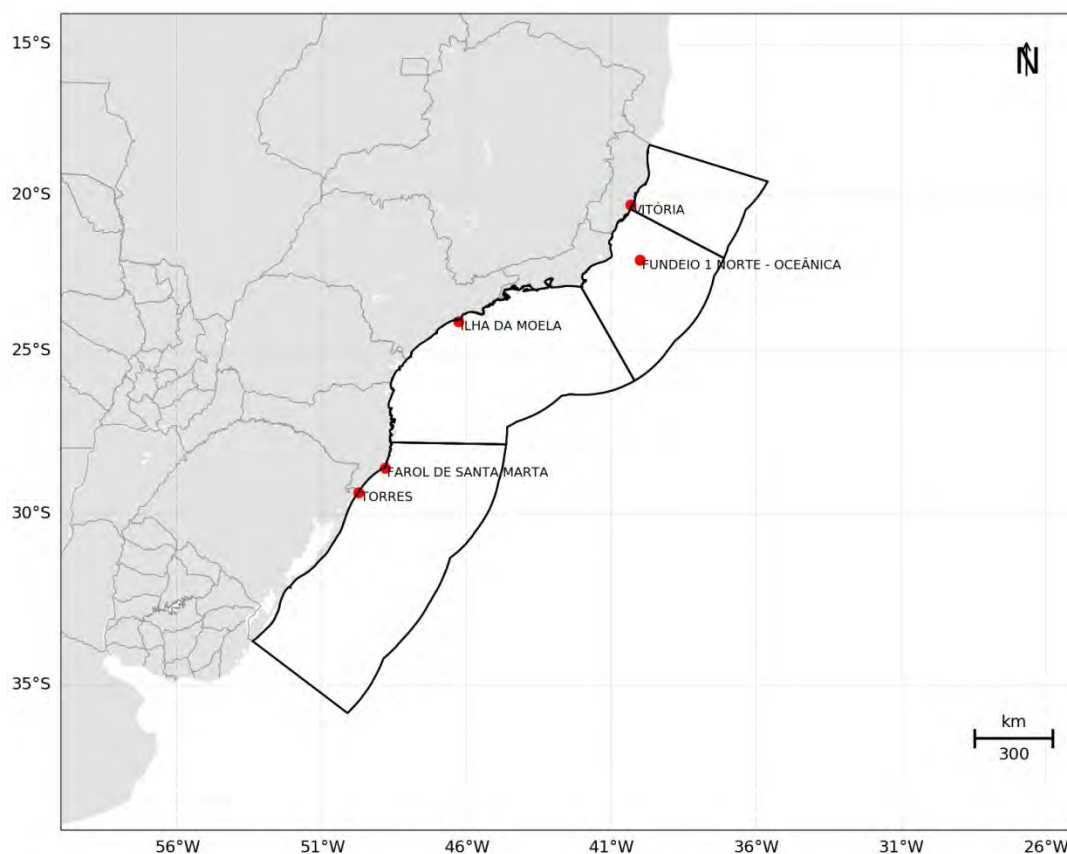 15°S
N
20°S
VITÓRIA
FUNDEIO 1 NORTE - OCEÂNICA
ILHA DA MOELA
25°S
FAROL DE SANTA MARTA
TORRES
30°S
35°S
km
300
56°W 51°W 46°W 41°W 36°W 31°W 26°W